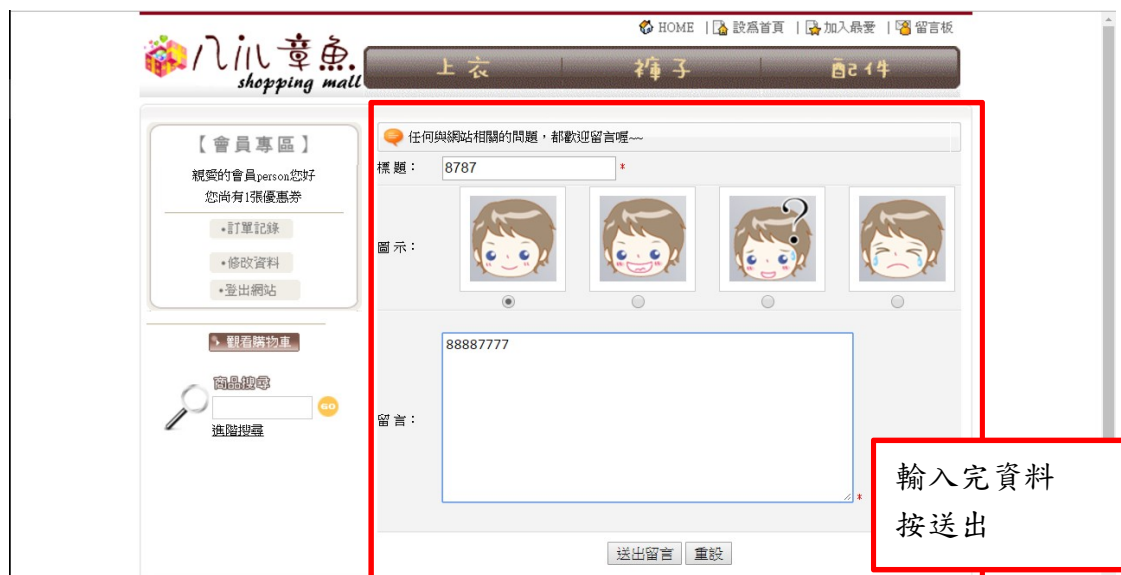 HOME | 設為首頁 | 加入最愛 | 留言板
八爪章魚
shopping mall
上衣 褲子 配件
【會員專區】
親愛的會員person您好
您尚有1張優惠券
•訂單記錄
•修改資料
•登出網站
觀看購物車
商品搜尋
GO
進階搜尋
任何與網站相關的問題，都歡迎留言喔~~
標題： 8787 *
圖示：
?
留言： 88887777 *
送出留言 重設
輸入完資料
按送出